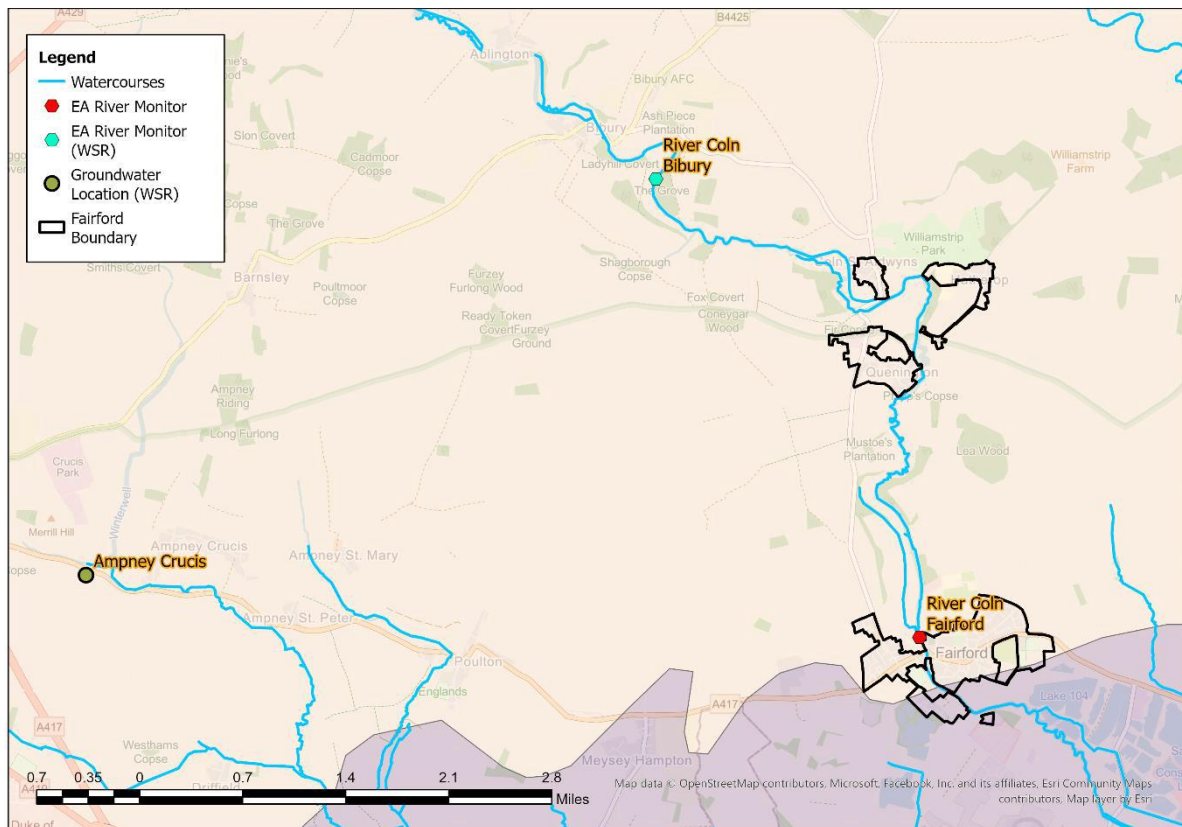 A429
B4425
Legend
Watercourses
EA River Monitor
EA River Monitor
(WSR)
Groundwater
Location (WSR)
Fairford
Boundary
Ablington
Bibury AFC
Ash Piece
Plantation
Bibury
Slon Covert
Cadmoor
Copse
Ladyhill Covert
River Coln
Bibury
The Grove
Williamstrip
Farm
The Grove
Smiths Covert
Barnsley
Poultmoor
Copse
Shagborough
Copse
Williamstrip
Park
Furzey
Furlong Wood
Ready Token
Covert
Furzey
Ground
Fox Covert
Coneygar
Wood
Quenington
Ampney
Riding
Long Furlong
Mustoe's
Plantation
Lea Wood
Crucis
Park
Winterwell
Merrill Hill
Copse
Ampney Crucis
Ampney Crucis
Ampney St. Mary
Ampney St. Peter
Poulton
Englands
River Coln
Fairford
Fairford
Lake 104
A417
A417
A419
Westhams
Copse
Driffield
Meysey Hampton
0.7 0.35 0 0.7 1.4 2.1 2.8
Miles
Map data © OpenStreetMap contributors, Microsoft, Facebook, Inc. and its affiliates, Esri Community Maps
contributors, Map layer by Esri